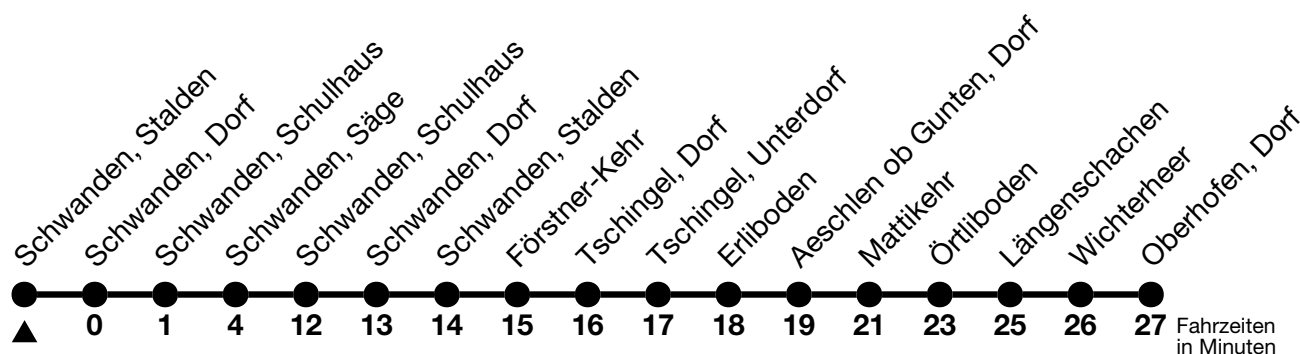 Schwanden, Stalden
Schwanden, Dorf
Schwanden, Schulhaus
Schwanden, Säge
Schwanden, Schulhaus
Schwanden, Dorf
Schwanden, Stalden
Förstner-Kehr
Tschingel, Dorf
Tschingel, Unterdorf
Erliboden
Aeschlen ob Gunten, Dorf
Mattikehr
Örtliboden
Längenschachen
Wichterheer
Oberhofen, Dorf
0 1 4 12 13 14 15 16 17 18 19 21 23 25 26 27 Fahrzeiten
in Minuten